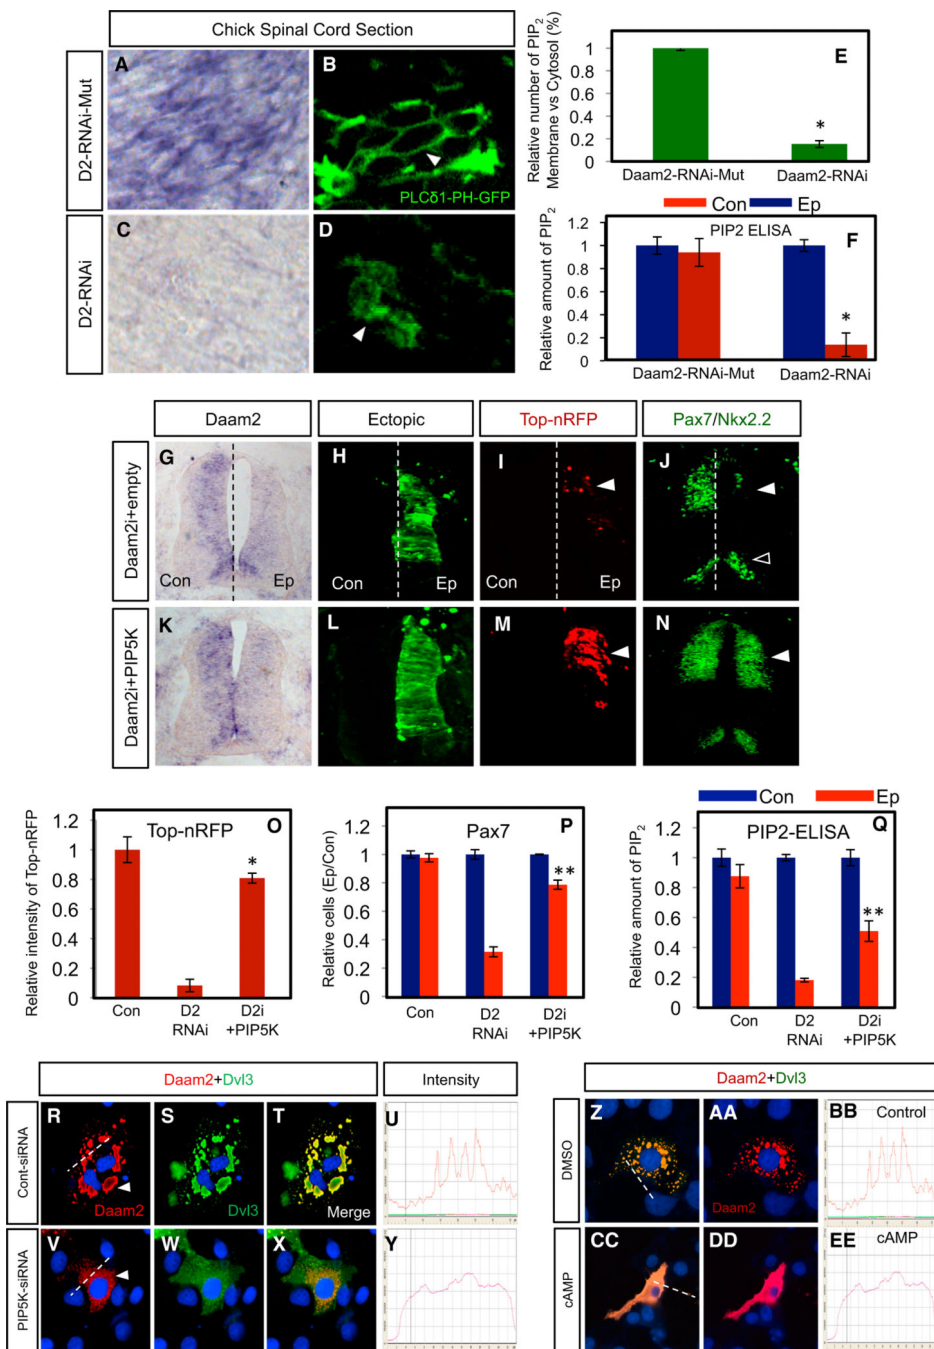 Chick Spinal Cord Section
D2-RNAi-Mut
A
B
PLCδ1-PH-GFP
D2-RNAi
C
D
Relative number of PIP2
Membrane vs Cytosol (%)
E
1.2
1
0.8
0.6
0.4
0.2
0
*
Daam2-RNAi-Mut Daam2-RNAi
Con Ep
PIP2 ELISA
F
Relative amount of PIP2
1.2
1
0.8
0.6
0.4
0.2
0
*
Daam2-RNAi-Mut Daam2-RNAi
Daam2 Ectopic Top-nRFP Pax7/Nkx2.2
Daam2i+empty
G H I J
Con Ep Con Ep Con Ep
Daam2i+PIP5K
K L M N
Relative intensity of Top-nRFP
Top-nRFP O
1.2
1
0.8
0.6
0.4
0.2
0
*
Con D2 D2i
RNAi +PIP5K
Relative cells (Ep/Con)
Pax7 P
1.2
1
0.8
0.6
0.4
0.2
0
**
Con D2 D2i
RNAi +PIP5K
Con Ep
Relative amount of PIP2
PIP2-ELISA Q
1.2
1
0.8
0.6
0.4
0.2
0
**
Con D2 D2i
RNAi +PIP5K
Daam2+Dvl3 Intensity
Cont-siRNA
R S T U
Daam2 Dvl3 Merge
PIP5K-siRNA
V W X Y
Daam2+Dvl3
DMSO
Z AA BB Control
Daam2
cAMP
CC DD EE cAMP